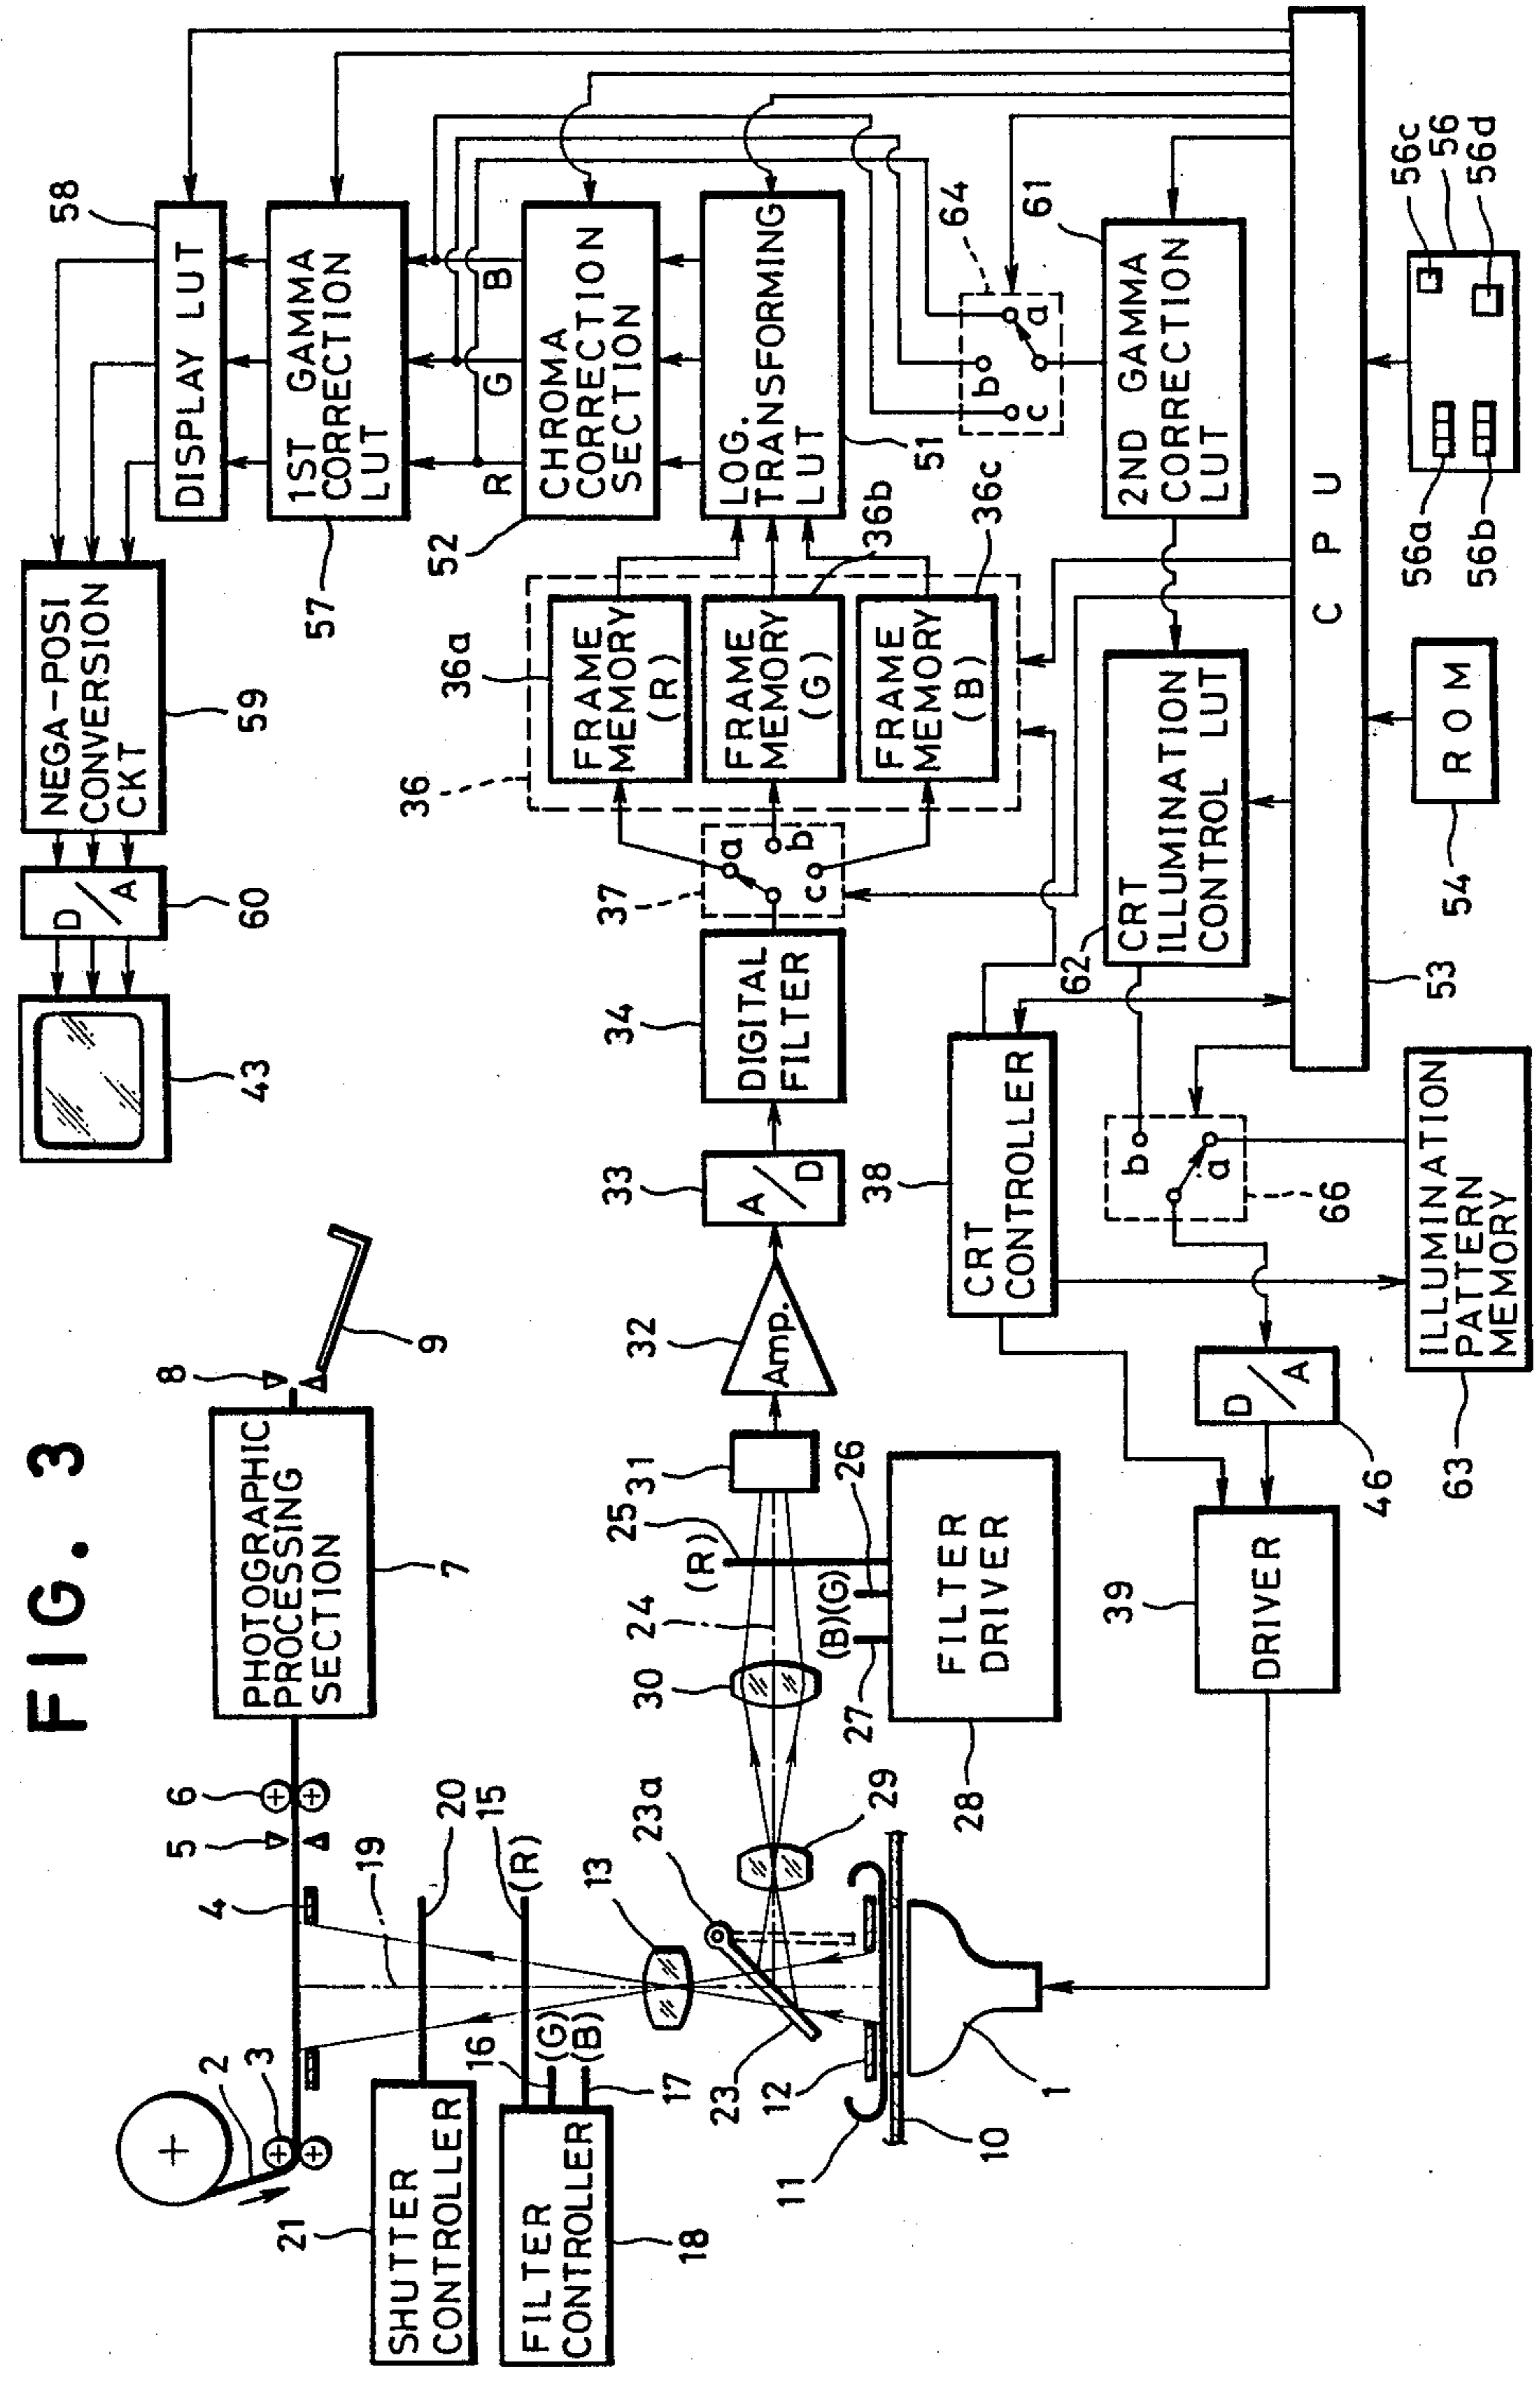 FIG. 3
58
DISPLAY LUT
1ST GAMMA
CORRECTION
LUT
57
B
G
R
CHROMA
CORRECTION
SECTION
52
LOG.
TRANSFORMING
LUT
51
64
a
b
c
61
2ND GAMMA
CORRECTION
LUT
CPU
53
56c
56
56d
56a
56b
NEGA-POSI
CONVERSION
CKT
59
D/A
60
43
36
36a
FRAME
MEMORY
(R)
36b
FRAME
MEMORY
(G)
36c
FRAME
MEMORY
(B)
37
a
b
c
34
DIGITAL
FILTER
33
A/D
32
Amp.
31
62
CRT
ILLUMINATION
CONTROL LUT
ROM
54
38
CRT
CONTROLLER
b
a
66
ILLUMINATION
PATTERN
MEMORY
63
D/A
46
39
DRIVER
8
9
PHOTOGRAPHIC
PROCESSING
SECTION
7
6
5
4
19
20
15
(R)
13
23a
29
30
24
25
(R)
26
(B)(G)
27
FILTER
DRIVER
28
2
3
16
(G)
(B)
17
23
12
11
10
1
21
SHUTTER
CONTROLLER
FILTER
CONTROLLER
18